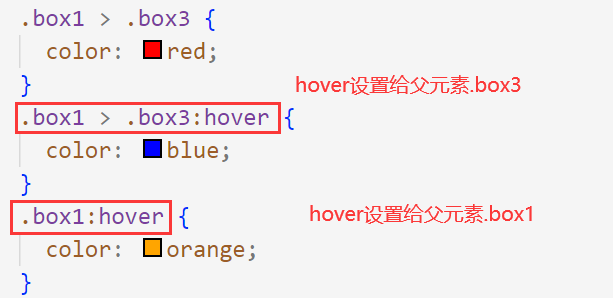 .box1 > .box3 {
color: red;
}
hover设置给父元素.box3
.box1 > .box3:hover {
color: blue;
}
.box1:hover {
hover设置给父元素.box1
color: orange;
}